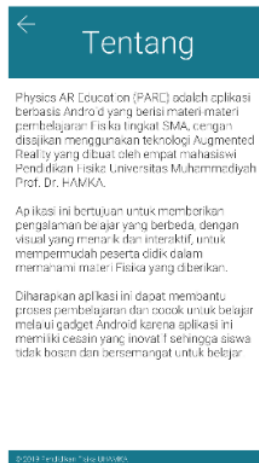 Tentang
Physics AR Education (PARE) adalah aplikasi
berbasis Android yang berisi materi-materi
pembelajaran Fisika tingkat SMA, dengan
disajikan menggunakan teknologi Augmented
Reality yang dibuat oleh empat mahasiswi
Pendidikan Fisika Universitas Muhammadiyah
Prof. Dr. HAMKA.
Aplikasi ini bertujuan untuk memberikan
pengalaman belajar yang berbeda, dengan
visual yang menarik dan interaktif, untuk
mempermudah peserta didik dalam
memahami materi Fisika yang diberikan.
Diharapkan aplikasi ini dapat membantu
proses pembelajaran dan cocok untuk belajar
melalui gadget Android karena aplikasi ini
memiliki desain yang inovatif sehingga siswa
tidak bosan dan bersemangat untuk belajar
© 2019 Pendidikan Fisika UHAMKA